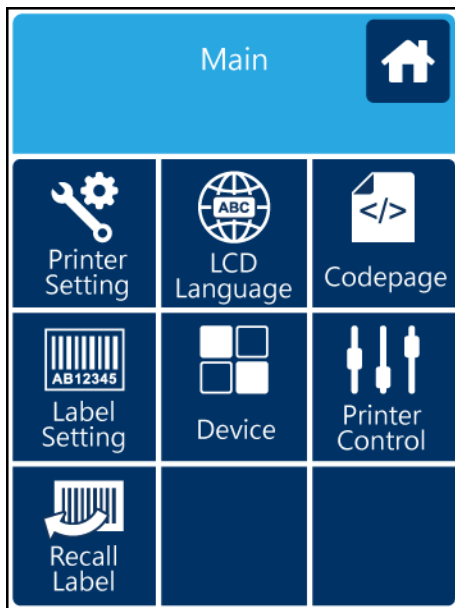 Main
ABC
</>
Printer
Setting
LCD
Language
Codepage
AB12345
Label
Setting
Device
Printer
Control
Recall
Label